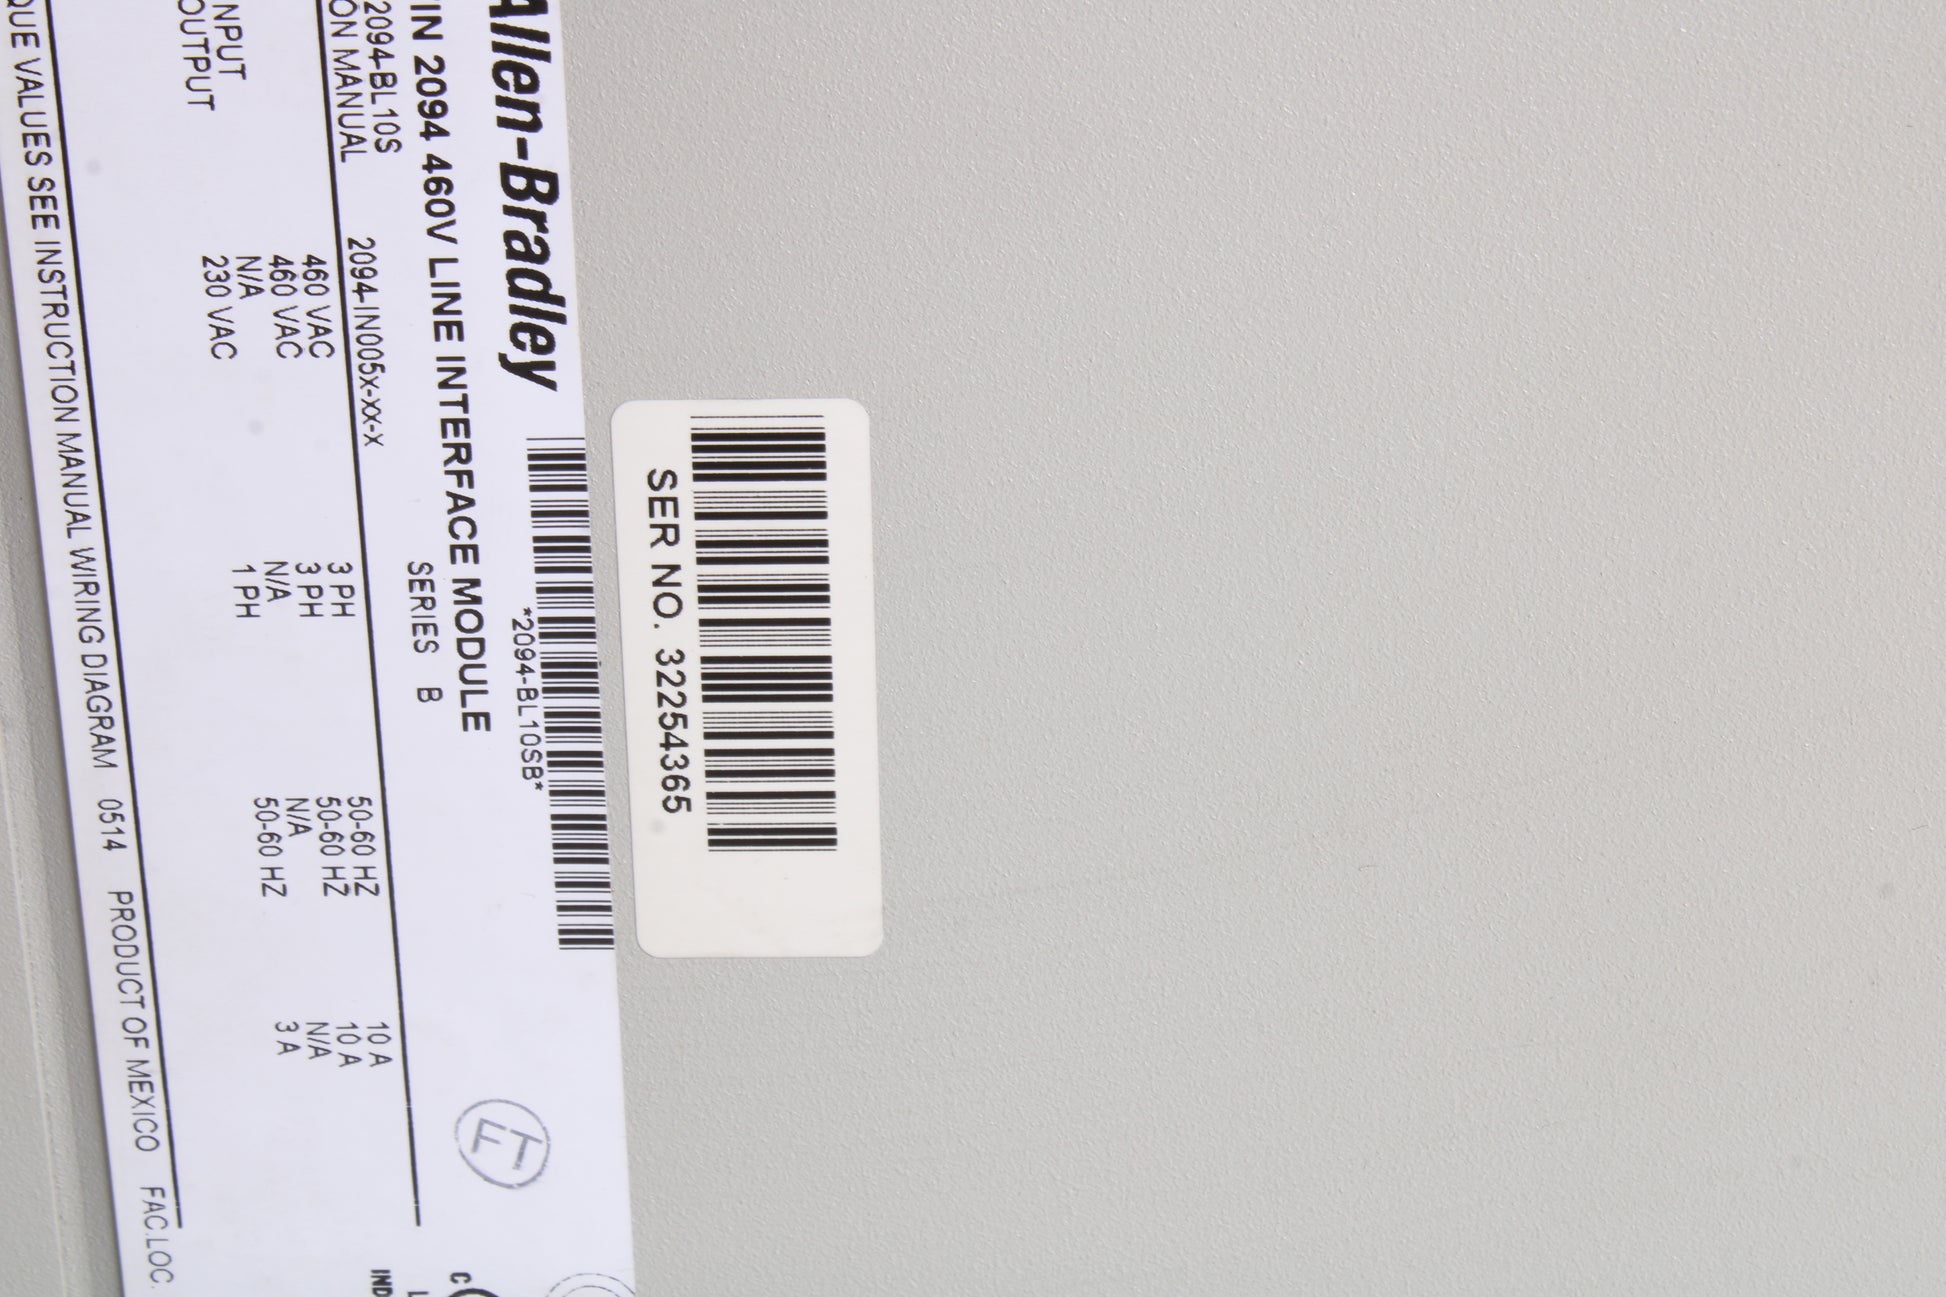 Allen-Bradley
*2094-BL10SB*
IN 2094 460V LINE INTERFACE MODULE
2094-BL10S SERIES B
ON MANUAL 2094-IN005x-xx-x
460 VAC 3 PH 50-60 HZ 10 A
460 VAC 3 PH 50-60 HZ 10 A
NPUT N/A N/A N/A N/A
OUTPUT 230 VAC 1 PH 50-60 HZ 3 A
QUE VALUES SEE INSTRUCTION MANUAL WIRING DIAGRAM 0514 PRODUCT OF MEXICO FAC.LOC.
FT
C
IND
SER NO. 32254365